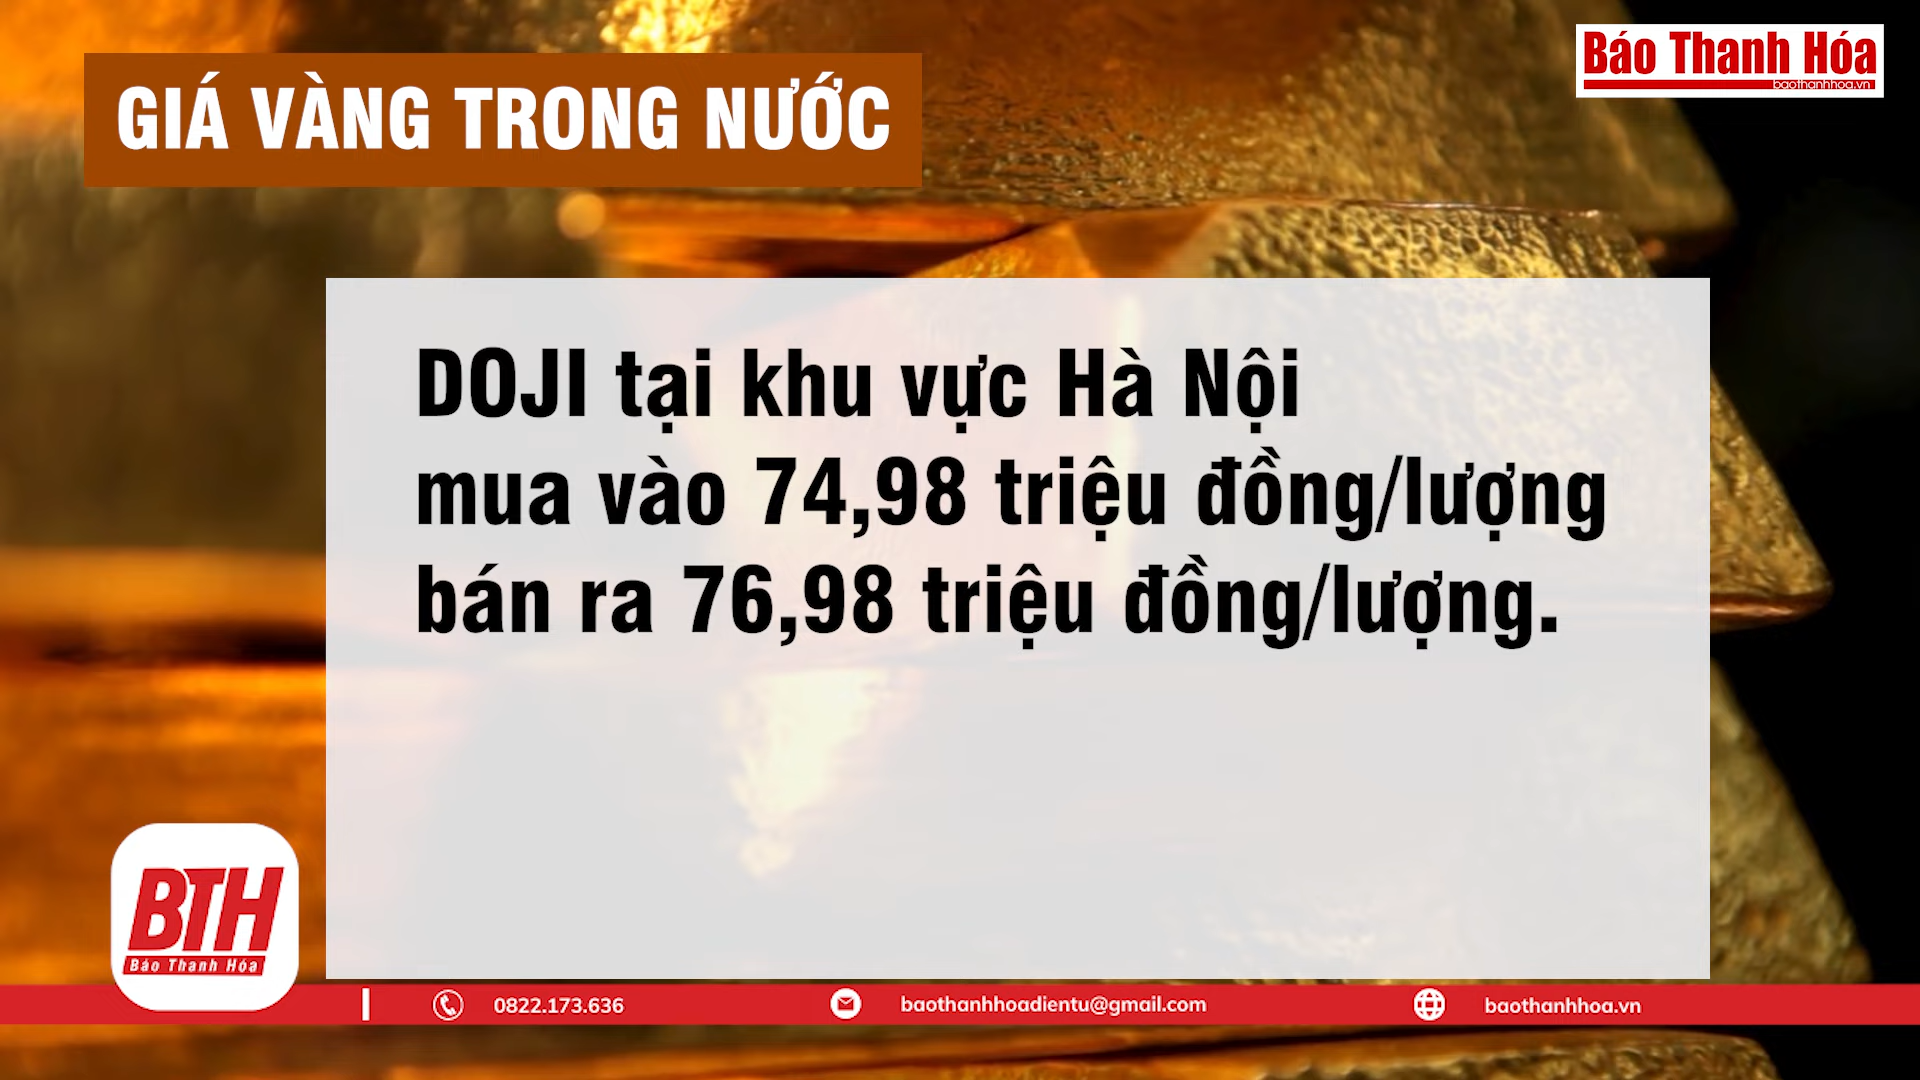 GIÁ VÀNG TRONG NƯỚC
Báo Thanh Hóa
baothanhhoa.vn
DOJI tại khu vực Hà Nội
mua vào 74,98 triệu đồng/lượng
bán ra 76,98 triệu đồng/lượng.
BTH
Báo Thanh Hóa
0822.173.636
baothanhhoadientu@gmail.com
baothanhhoa.vn